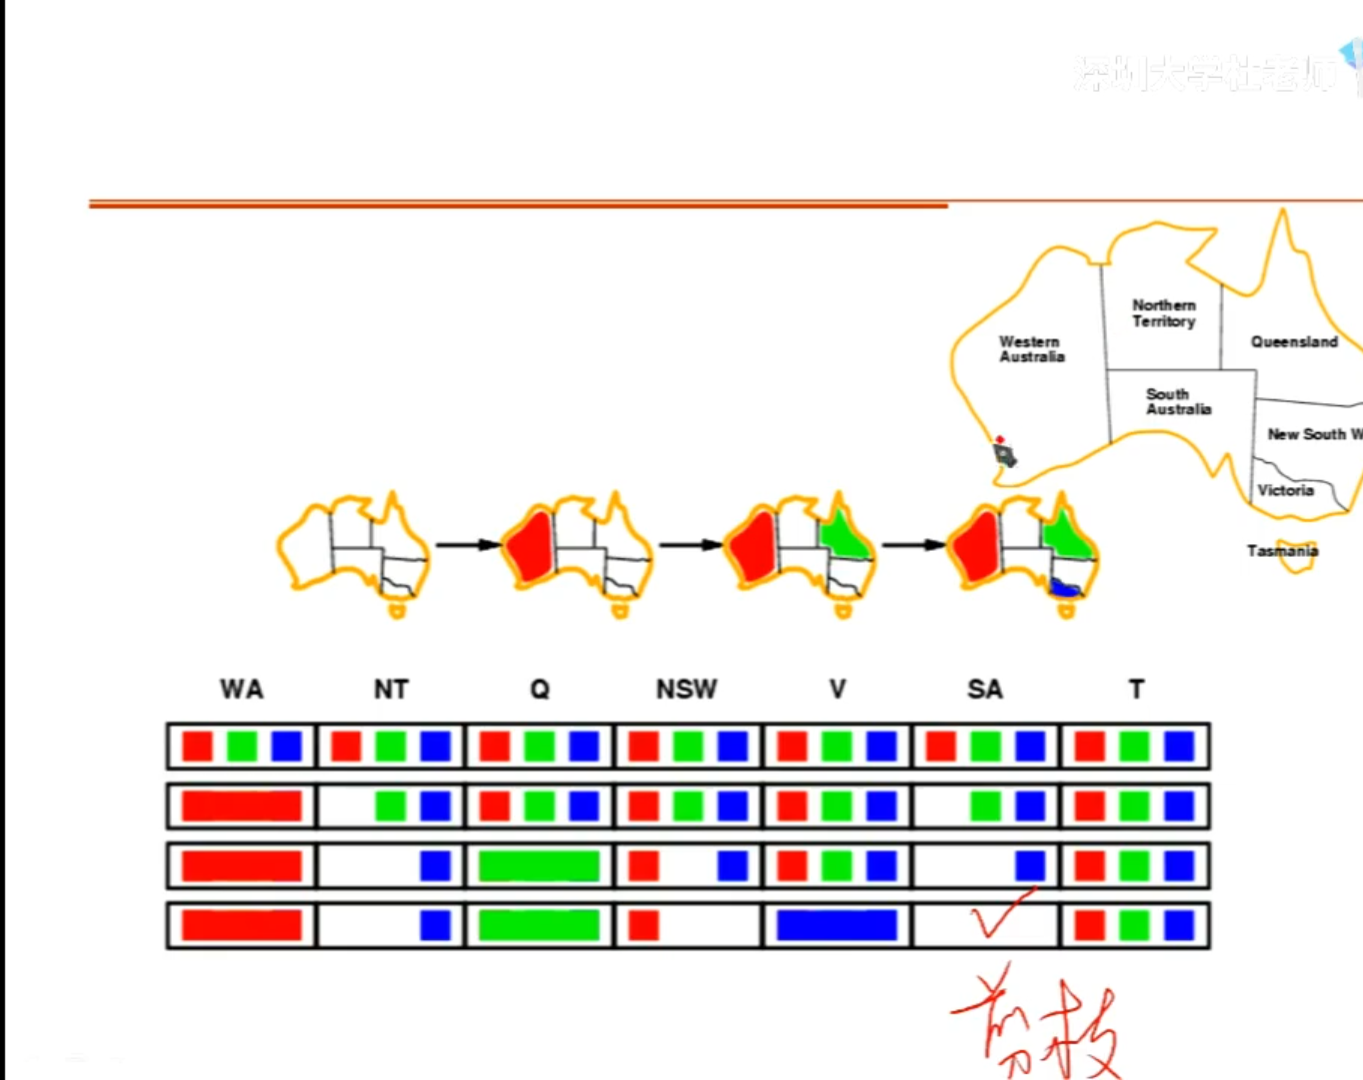 深圳大学杜老师
Northern
Territory
Western
Australia
Queensland
South
Australia
New South W
Victoria
Tasmania
WA NT Q NSW V SA T
剪枝